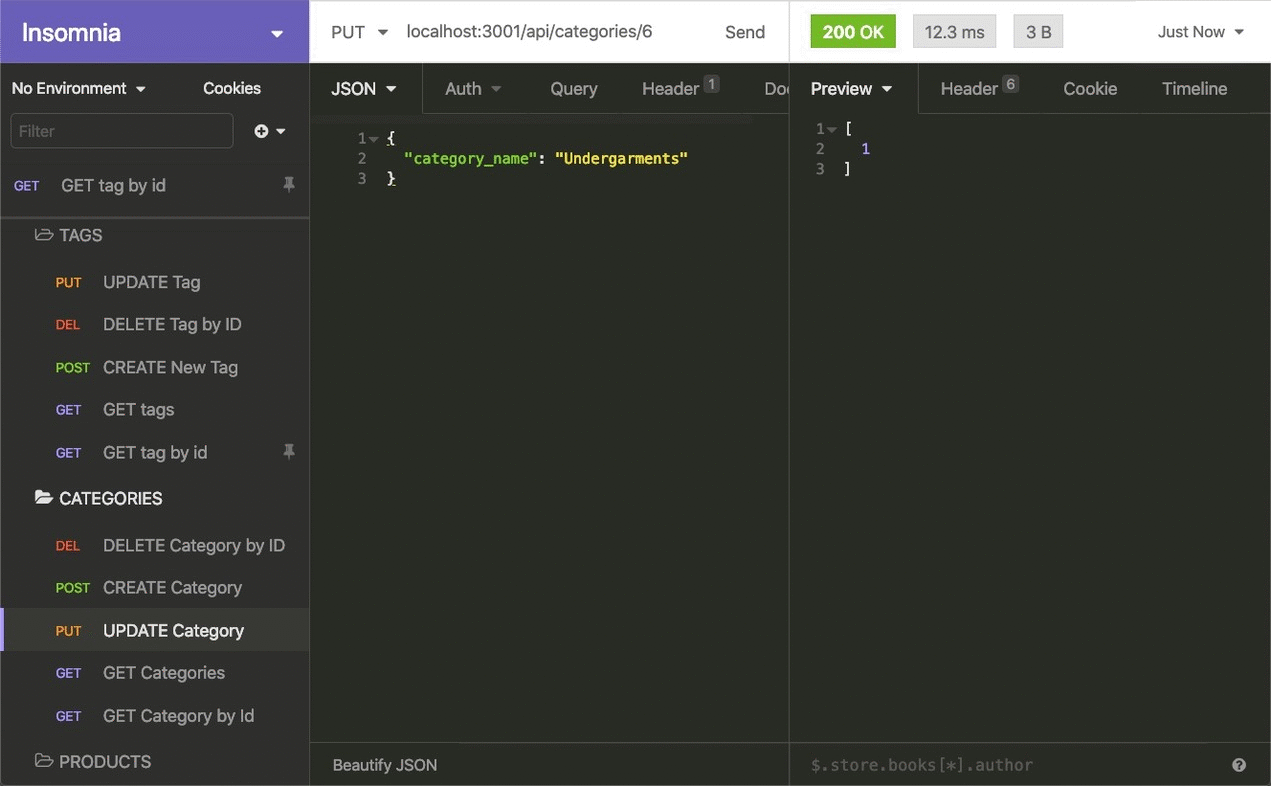 Insomnia
No Environment
Cookies
Filter
GET GET tag by id
TAGS
PUT UPDATE Tag
DEL DELETE Tag by ID
POST CREATE New Tag
GET GET tags
GET GET tag by id
CATEGORIES
DEL DELETE Category by ID
POST CREATE Category
PUT UPDATE Category
GET GET Categories
GET GET Category by Id
PRODUCTS
PUT localhost:3001/api/categories/6 Send
JSON Auth Query Header 1 Doc
1 {
2 "category_name": "Undergarments"
3 }
Beautify JSON
200 OK 12.3 ms 3 B Just Now
Preview Header 6 Cookie Timeline
1 [
2 1
3 ]
$.store.books[*].author